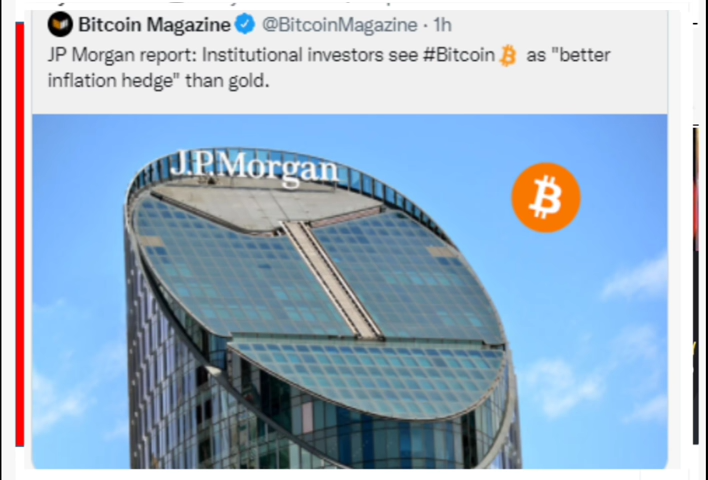 Bitcoin Magazine @BitcoinMagazine · 1h
JP Morgan report: Institutional investors see #Bitcoin as "better
inflation hedge" than gold.
J.P.Morgan